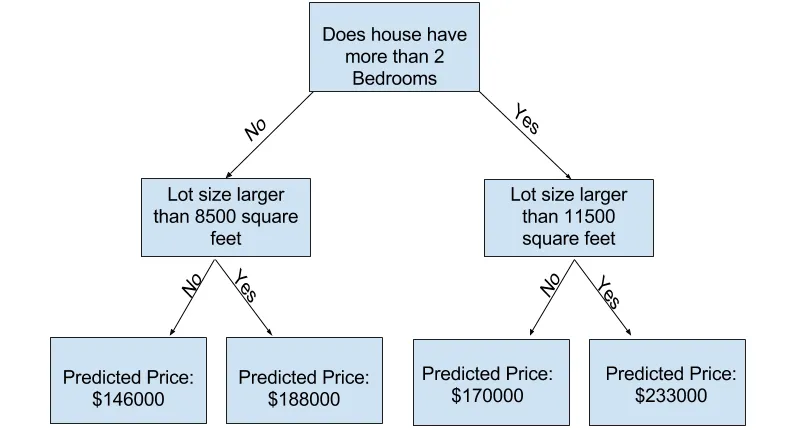 Does house have
more than 2
Bedrooms
No
Yes
Lot size larger
than 8500 square
feet
Lot size larger
than 11500
square feet
No
Yes
No
Yes
Predicted Price:
$146000
Predicted Price:
$188000
Predicted Price:
$170000
Predicted Price:
$233000